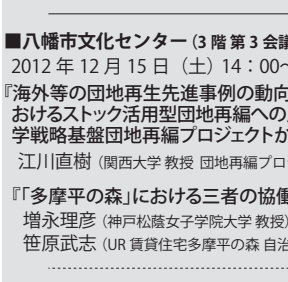 ■八幡市文化センター（3 階 第 3 会議
2012 年 12 月 15 日（土）14：00～
『海外等の団地再生先進事例の動向
おけるストック活用型団地再編への
学戦略基盤団地再編プロジェクトか
江川直樹（関西大学 教授 団地再編プロ
『「多摩平の森」における三者の協働
増永理彦（神戸松蔭女子学院大学 教授）
笹原武志（UR 賃貸住宅多摩平の森 自治